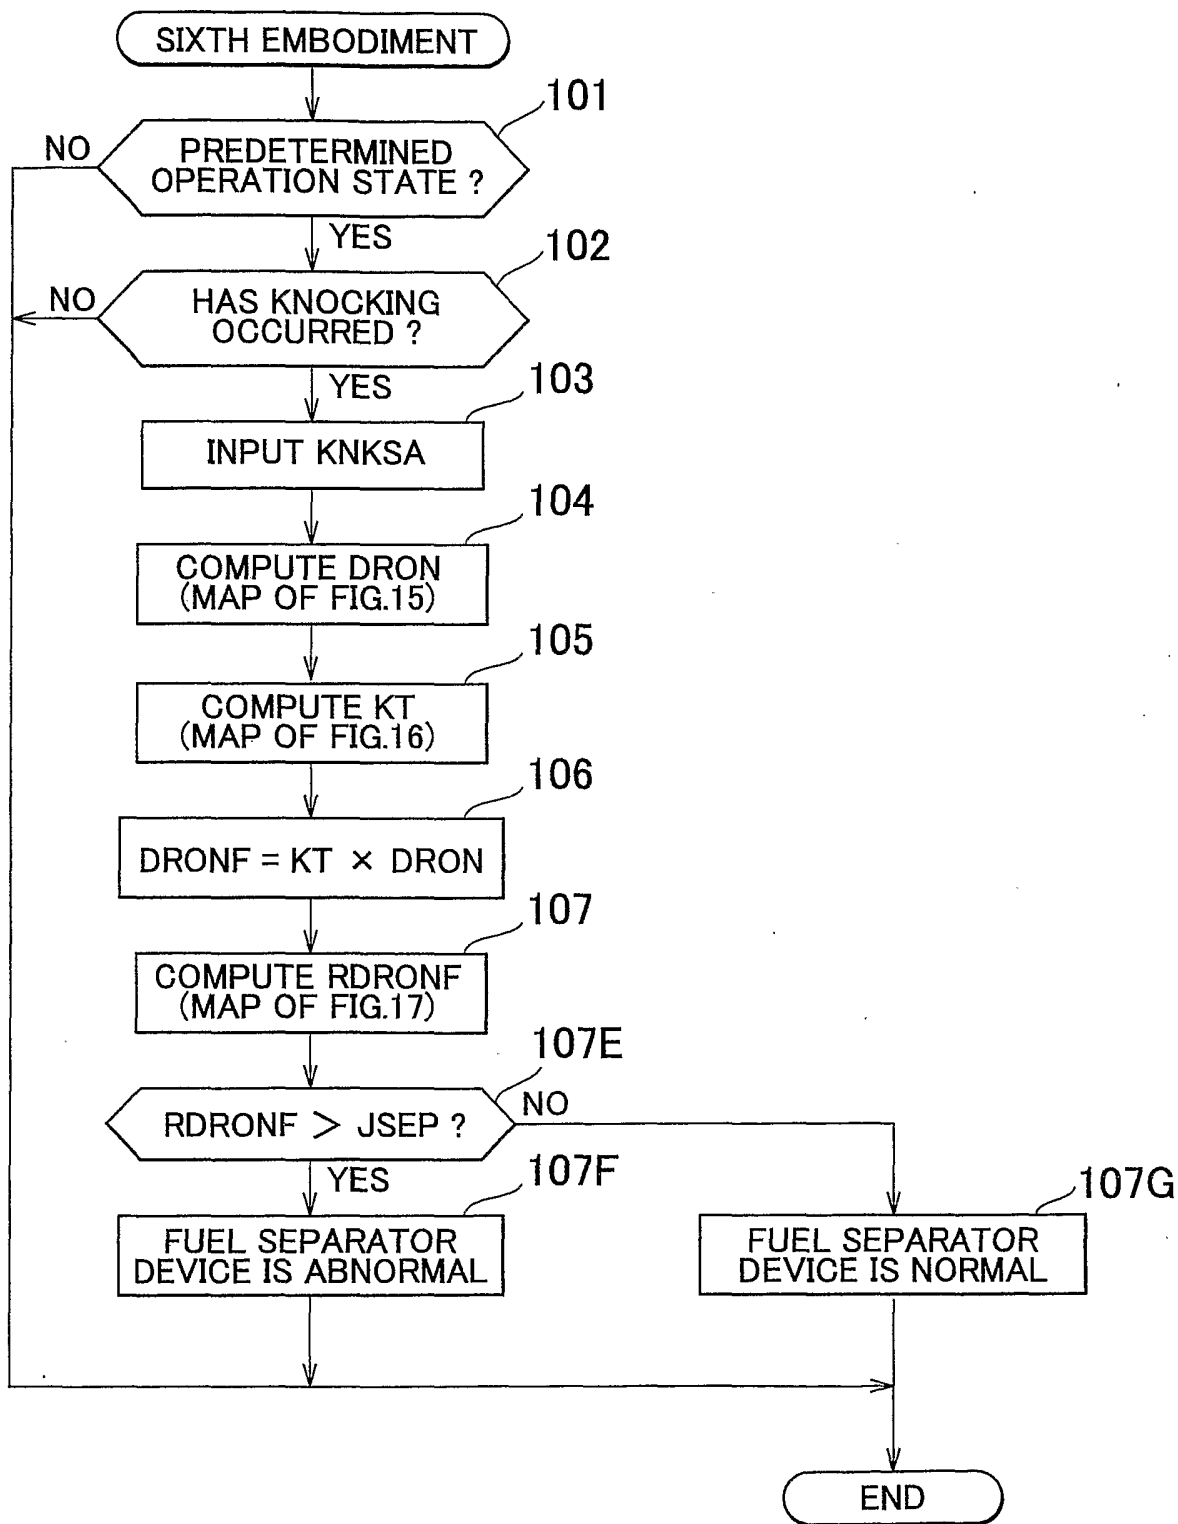 SIXTH EMBODIMENT
101
NO
PREDETERMINED
OPERATION STATE ?
YES
102
NO
HAS KNOCKING
OCCURRED ?
YES
103
INPUT KNKSA
104
COMPUTE DRON
(MAP OF FIG.15)
105
COMPUTE KT
(MAP OF FIG.16)
106
DRONF = KT × DRON
107
COMPUTE RDRONF
(MAP OF FIG.17)
107E
RDRONF > JSEP ?
NO
YES
107F
FUEL SEPARATOR
DEVICE IS ABNORMAL
107G
FUEL SEPARATOR
DEVICE IS NORMAL
END